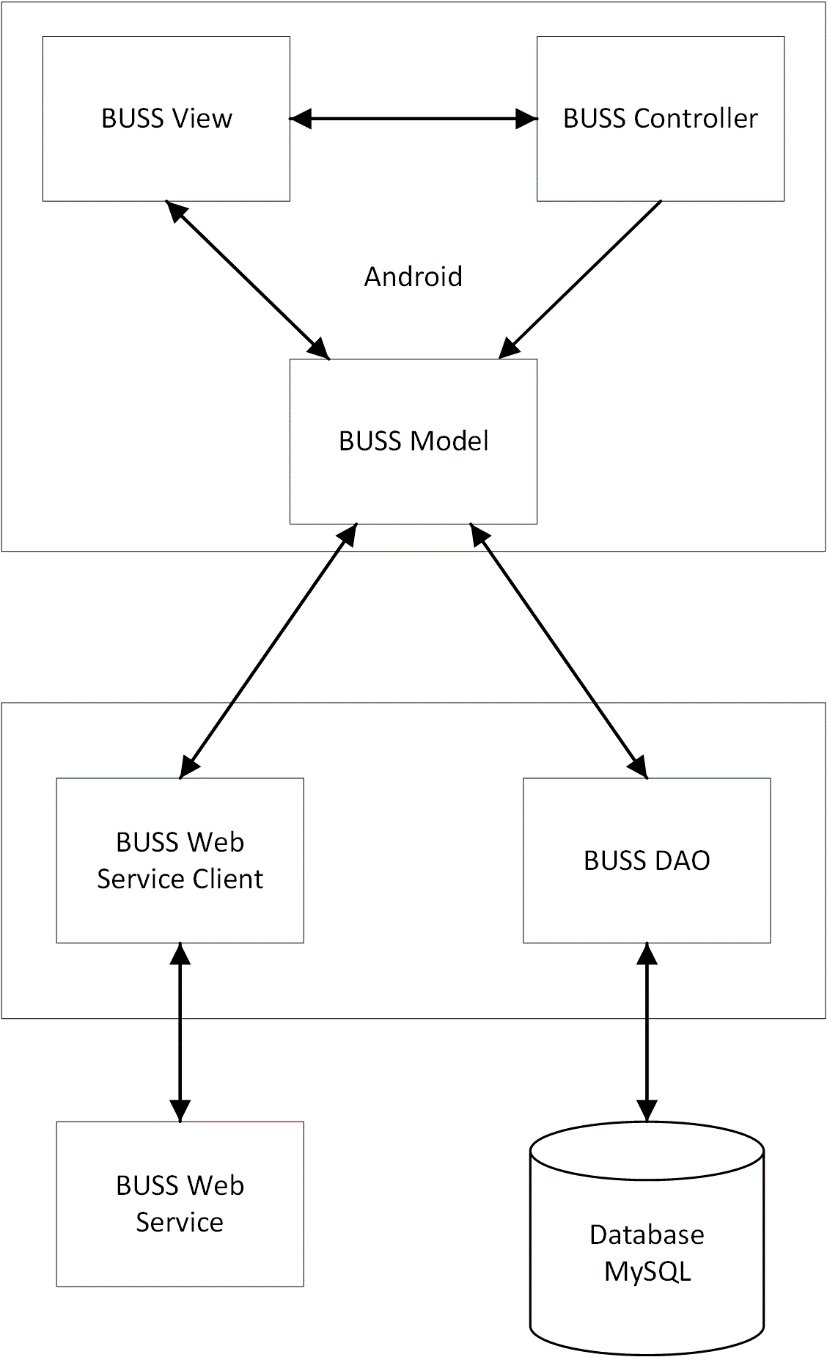 BUSS View
BUSS Controller
Android
BUSS Model
BUSS Web
Service Client
BUSS DAO
BUSS Web
Service
Database
MySQL